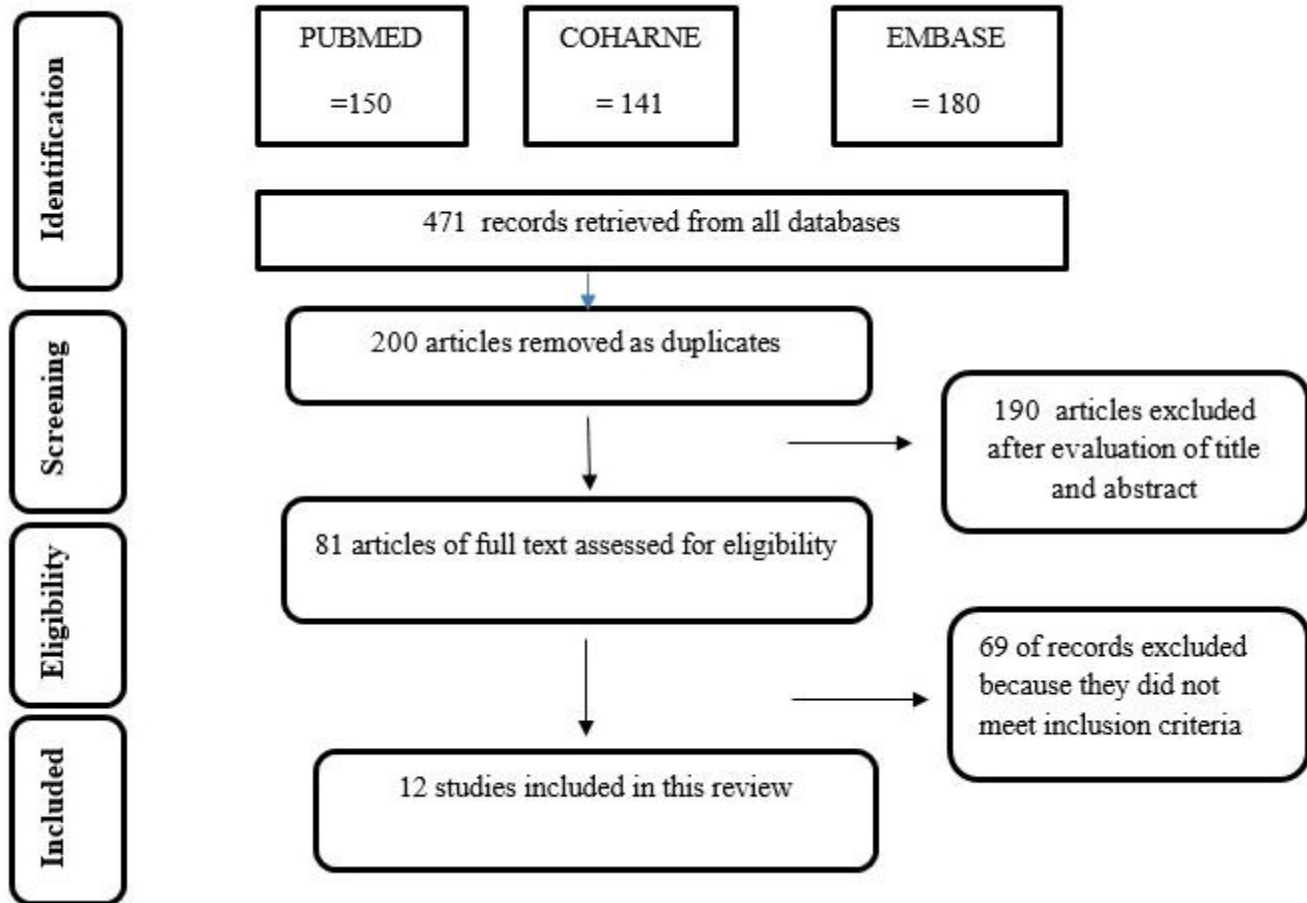 Identification
PUBMED
=150
COHARNE
= 141
EMBASE
= 180
471 records retrieved from all databases
Screening
200 articles removed as duplicates
190 articles excluded
after evaluation of title
and abstract
Eligibility
81 articles of full text assessed for eligibility
69 of records excluded
because they did not
meet inclusion criteria
Included
12 studies included in this review